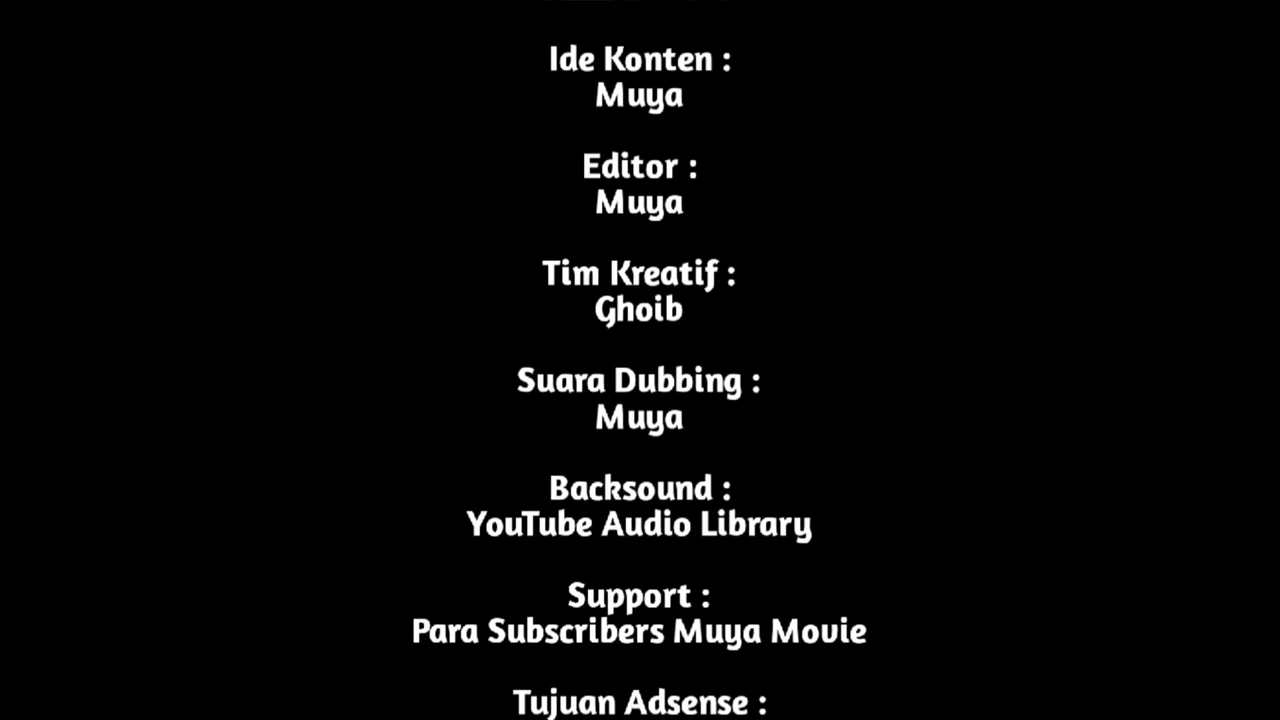 Ide Konten :
Muya
Editor :
Muya
Tim Kreatif :
Ghoib
Suara Dubbing :
Muya
Backsound :
YouTube Audio Library
Support :
Para Subscribers Muya Movie
Tujuan Adsense :